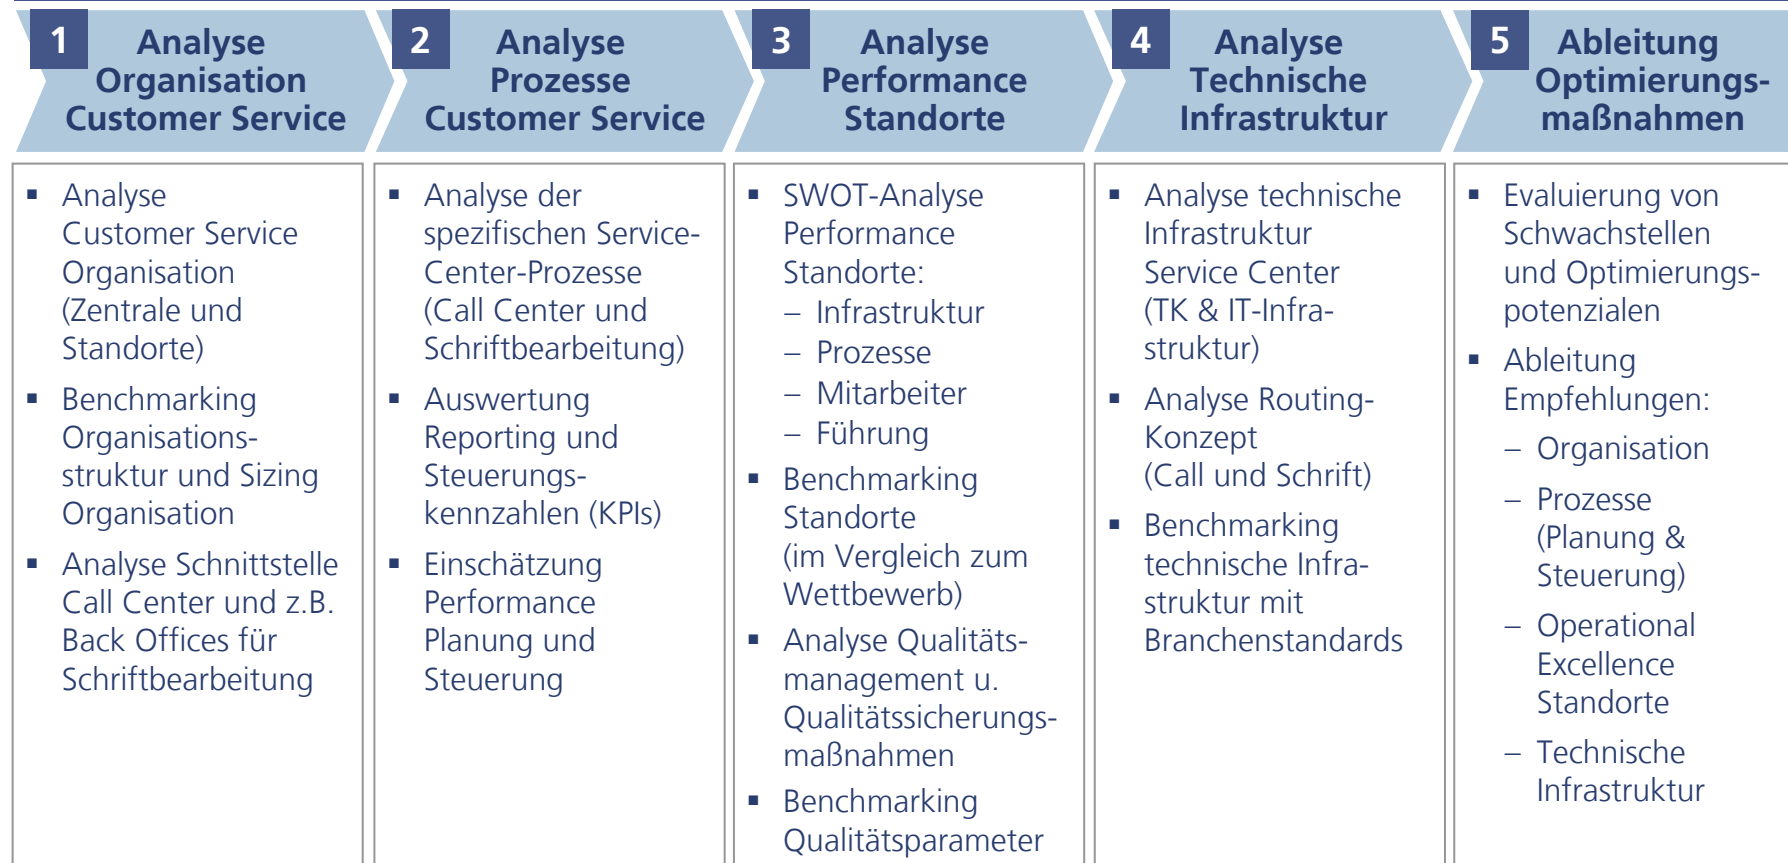 1
Analyse
Organisation
Customer Service
2
Analyse
Prozesse
Customer Service
3
Analyse
Performance
Standorte
4
Analyse
Technische
Infrastruktur
5
Ableitung
Optimierungs-
maßnahmen
▪ Analyse
Customer Service
Organisation
(Zentrale und
Standorte)
▪ Benchmarking
Organisations-
struktur und Sizing
Organisation
▪ Analyse Schnittstelle
Call Center und z.B.
Back Offices für
Schriftbearbeitung
▪ Analyse der
spezifischen Service-
Center-Prozesse
(Call Center und
Schriftbearbeitung)
▪ Auswertung
Reporting und
Steuerungs-
kennzahlen (KPIs)
▪ Einschätzung
Performance
Planung und
Steuerung
▪ SWOT-Analyse
Performance
Standorte:
– Infrastruktur
– Prozesse
– Mitarbeiter
– Führung
▪ Benchmarking
Standorte
(im Vergleich zum
Wettbewerb)
▪ Analyse Qualitäts-
management u.
Qualitätssicherungs-
maßnahmen
▪ Benchmarking
Qualitätsparameter
▪ Analyse technische
Infrastruktur
Service Center
(TK & IT-Infra-
struktur)
▪ Analyse Routing-
Konzept
(Call und Schrift)
▪ Benchmarking
technische Infra-
struktur mit
Branchenstandards
▪ Evaluierung von
Schwachstellen
und Optimierungs-
potenzialen
▪ Ableitung
Empfehlungen:
– Organisation
– Prozesse
(Planung &
Steuerung)
– Operational
Excellence
Standorte
– Technische
Infrastruktur